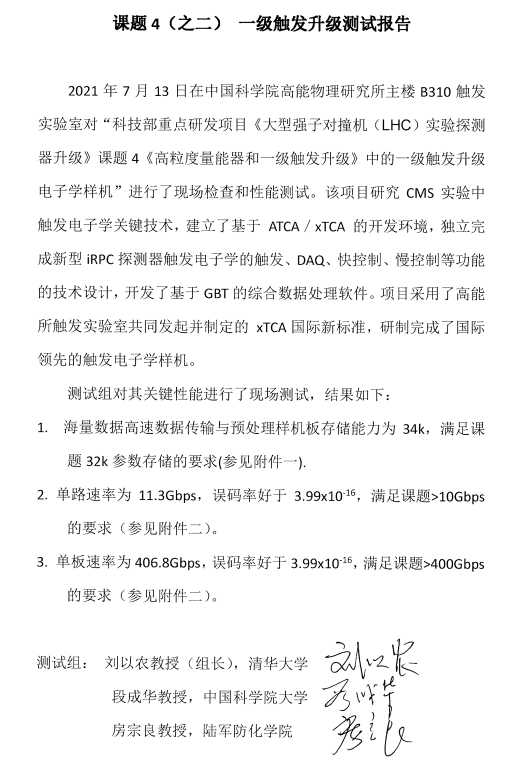 课题 4（之二） 一级触发升级测试报告
2021 年 7 月 13 日在中国科学院高能物理研究所主楼 B310 触发
实验室对“科技部重点研发项目《大型强子对撞机（LHC）实验探测
器升级》课题 4《高粒度量能器和一级触发升级》中的一级触发升级
电子学样机”进行了现场检查和性能测试。该项目研究 CMS 实验中
触发电子学关键技术，建立了基于 ATCA／xTCA 的开发环境，独立完
成新型 iRPC 探测器触发电子学的触发、DAQ、快控制、慢控制等功能
的技术设计，开发了基于 GBT 的综合数据处理软件。项目采用了高能
所触发实验室共同发起并制定的 xTCA 国际新标准，研制完成了国际
领先的触发电子学样机。
测试组对其关键性能进行了现场测试，结果如下：
1. 海量数据高速数据传输与预处理样机板存储能力为 34k，满足课
题 32k 参数存储的要求(参见附件一).
2. 单路速率为 11.3Gbps，误码率好于 3.99x10⁻¹⁶，满足课题>10Gbps
的要求（参见附件二）。
3. 单板速率为 406.8Gbps，误码率好于 3.99x10⁻¹⁶，满足课题>400Gbps
的要求（参见附件二）。
测试组： 刘以农教授（组长），清华大学 刘以农
段成华教授，中国科学院大学 段成华
房宗良教授，陆军防化学院 房宗良